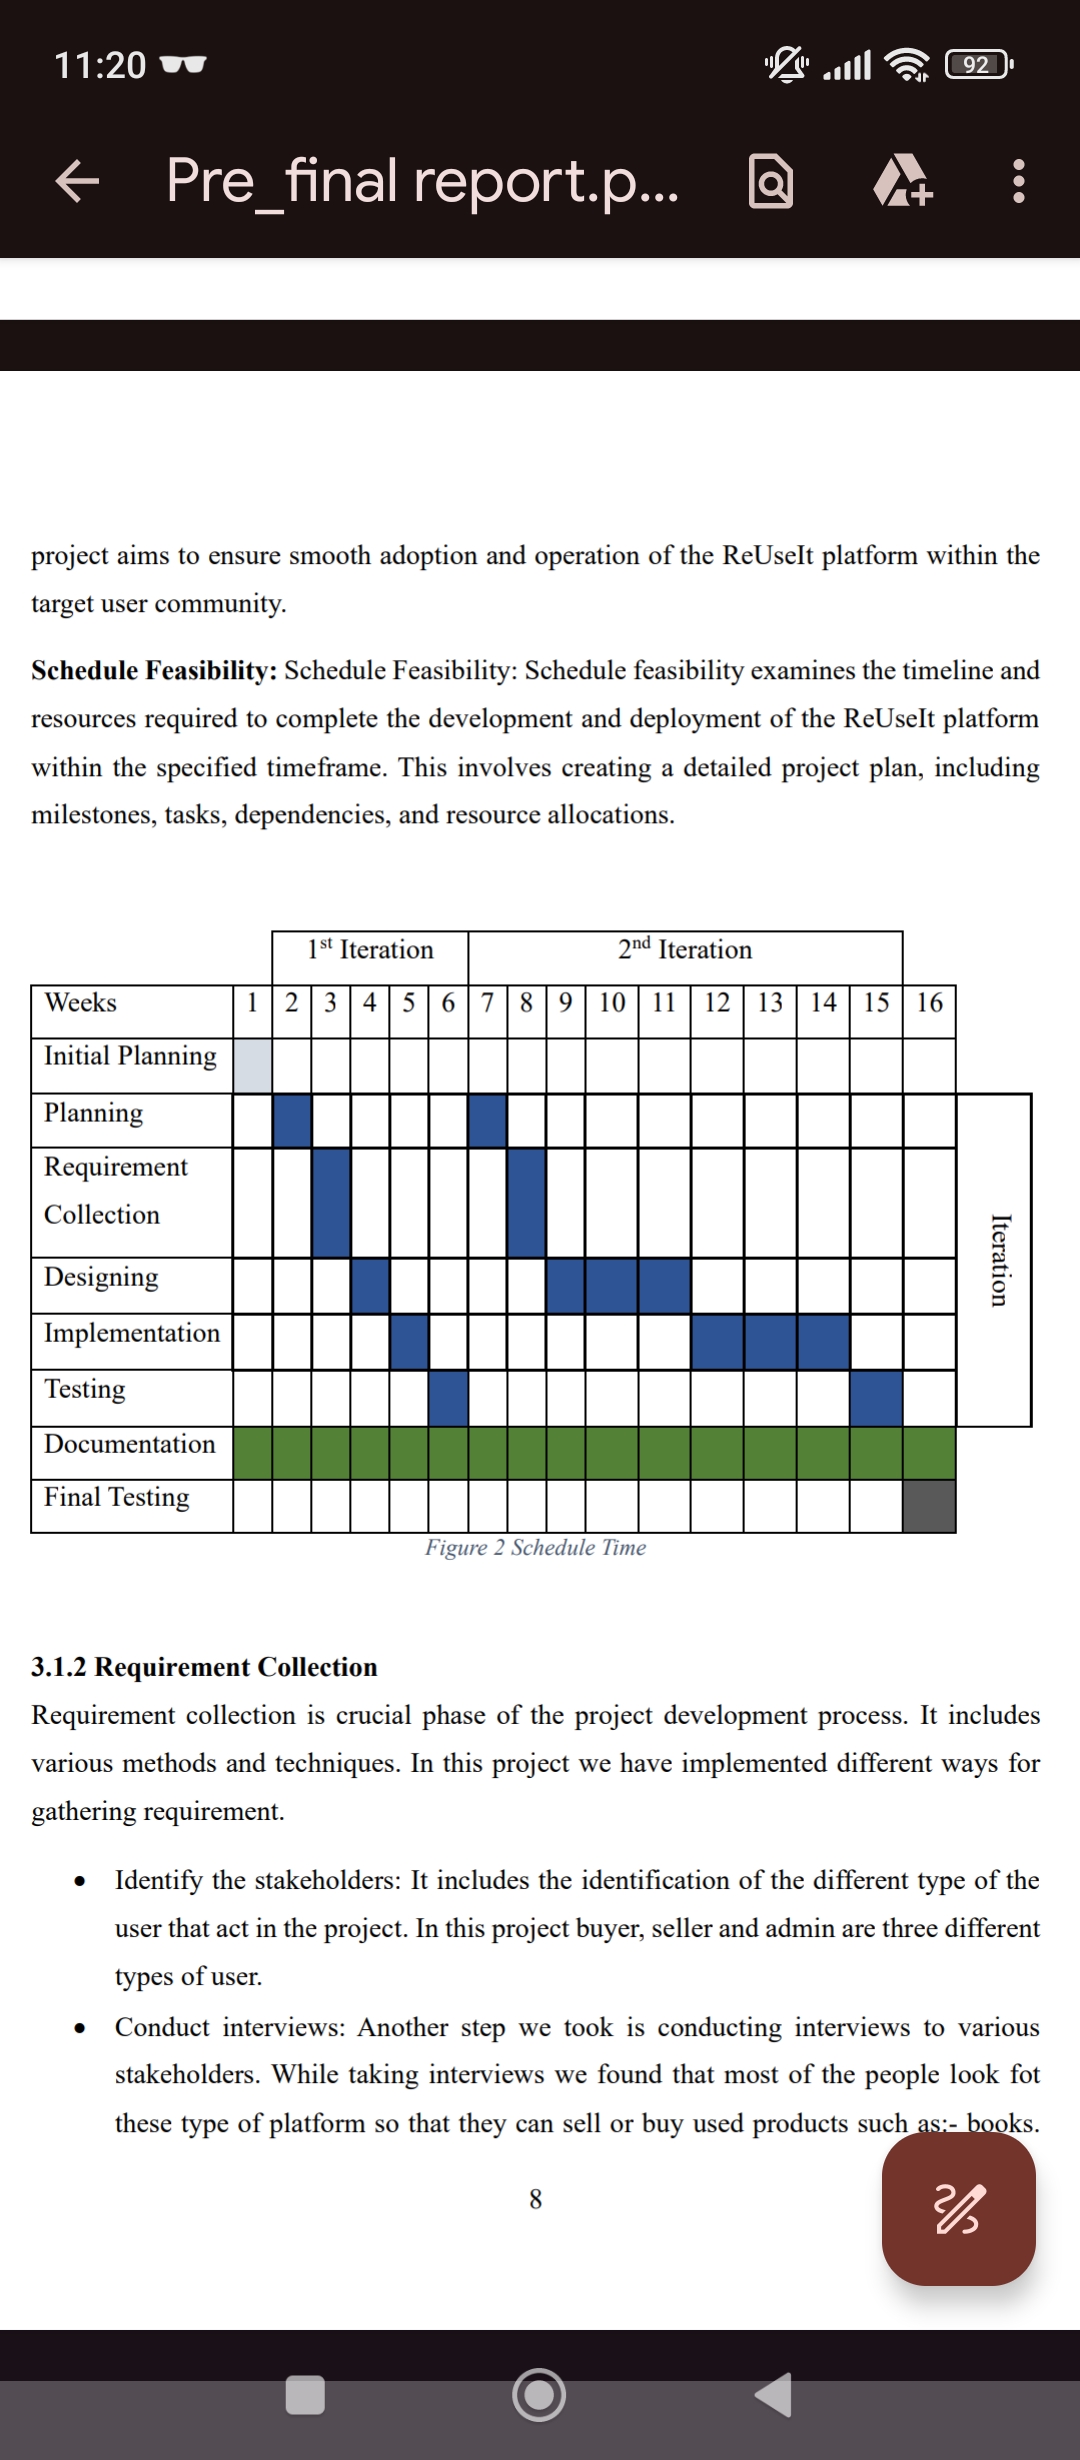 11:20
92
Pre_final report.p...
project aims to ensure smooth adoption and operation of the ReUseIt platform within the
target user community.
Schedule Feasibility: Schedule Feasibility: Schedule feasibility examines the timeline and
resources required to complete the development and deployment of the ReUseIt platform
within the specified timeframe. This involves creating a detailed project plan, including
milestones, tasks, dependencies, and resource allocations.
1st Iteration 2nd Iteration
Weeks 1 2 3 4 5 6 7 8 9 10 11 12 13 14 15 16
Initial Planning
Planning
Requirement
Collection
Designing
Implementation
Testing
Documentation
Final Testing
Iteration
Figure 2 Schedule Time
3.1.2 Requirement Collection
Requirement collection is crucial phase of the project development process. It includes
various methods and techniques. In this project we have implemented different ways for
gathering requirement.
• Identify the stakeholders: It includes the identification of the different type of the
user that act in the project. In this project buyer, seller and admin are three different
types of user.
• Conduct interviews: Another step we took is conducting interviews to various
stakeholders. While taking interviews we found that most of the people look fot
these type of platform so that they can sell or buy used products such as:- books.
8